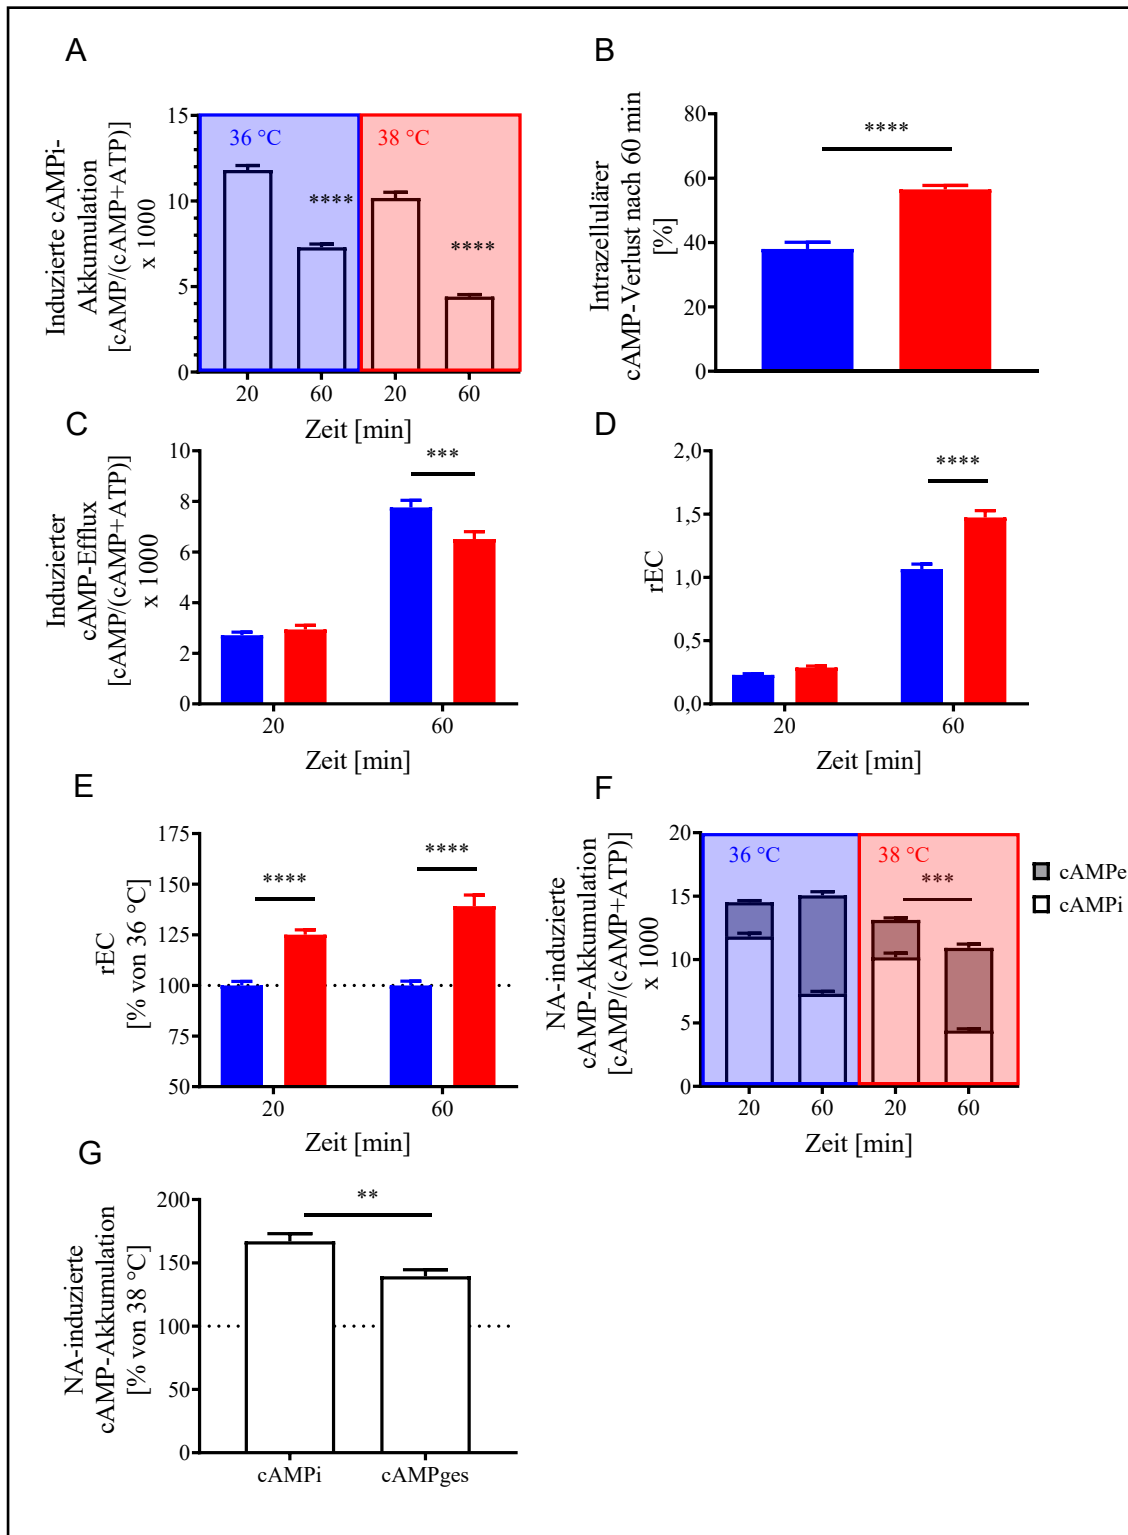 A
Induzierte cAMPi-
Akkumulation
[cAMP/(cAMP+ATP)]
x 1000
15
10
5
0
36 °C
38 °C
****
****
20
60
20
60
Zeit [min]
B
Intrazellulärer
cAMP-Verlust nach 60 min
[%]
80
60
40
20
0
****
C
Induzierter
cAMP-Efflux
[cAMP/(cAMP+ATP)]
x 1000
10
8
6
4
2
0
***
20
60
Zeit [min]
D
rEC
2,0
1,5
1,0
0,5
0,0
****
20
60
Zeit [min]
E
rEC
[% von 36 °C]
175
150
125
100
75
50
****
****
20
60
Zeit [min]
F
NA-induzierte
cAMP-Akkumulation
[cAMP/(cAMP+ATP)]
x 1000
20
15
10
5
0
36 °C
38 °C
***
cAMPe
cAMPi
20
60
20
60
Zeit [min]
G
NA-induzierte
cAMP-Akkumulation
[% von 38 °C]
200
150
100
50
0
**
cAMPi
cAMPges